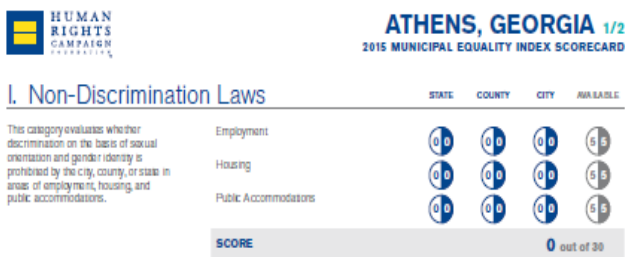 HUMAN
RIGHTS
CAMPAIGN
FOUNDATION
ATHENS, GEORGIA 1/2
2015 MUNICIPAL EQUALITY INDEX SCORECARD
I. Non-Discrimination Laws
STATE COUNTY CITY AVAILABLE
This category evaluates whether
discrimination on the basis of sexual
orientation and gender identity is
prohibited by the city, county, or state in
areas of employment, housing, and
public accommodations.
Employment 0 0 0 0 0 0 5 5
Housing 0 0 0 0 0 0 5 5
Public Accommodations 0 0 0 0 0 0 5 5
SCORE 0 out of 30